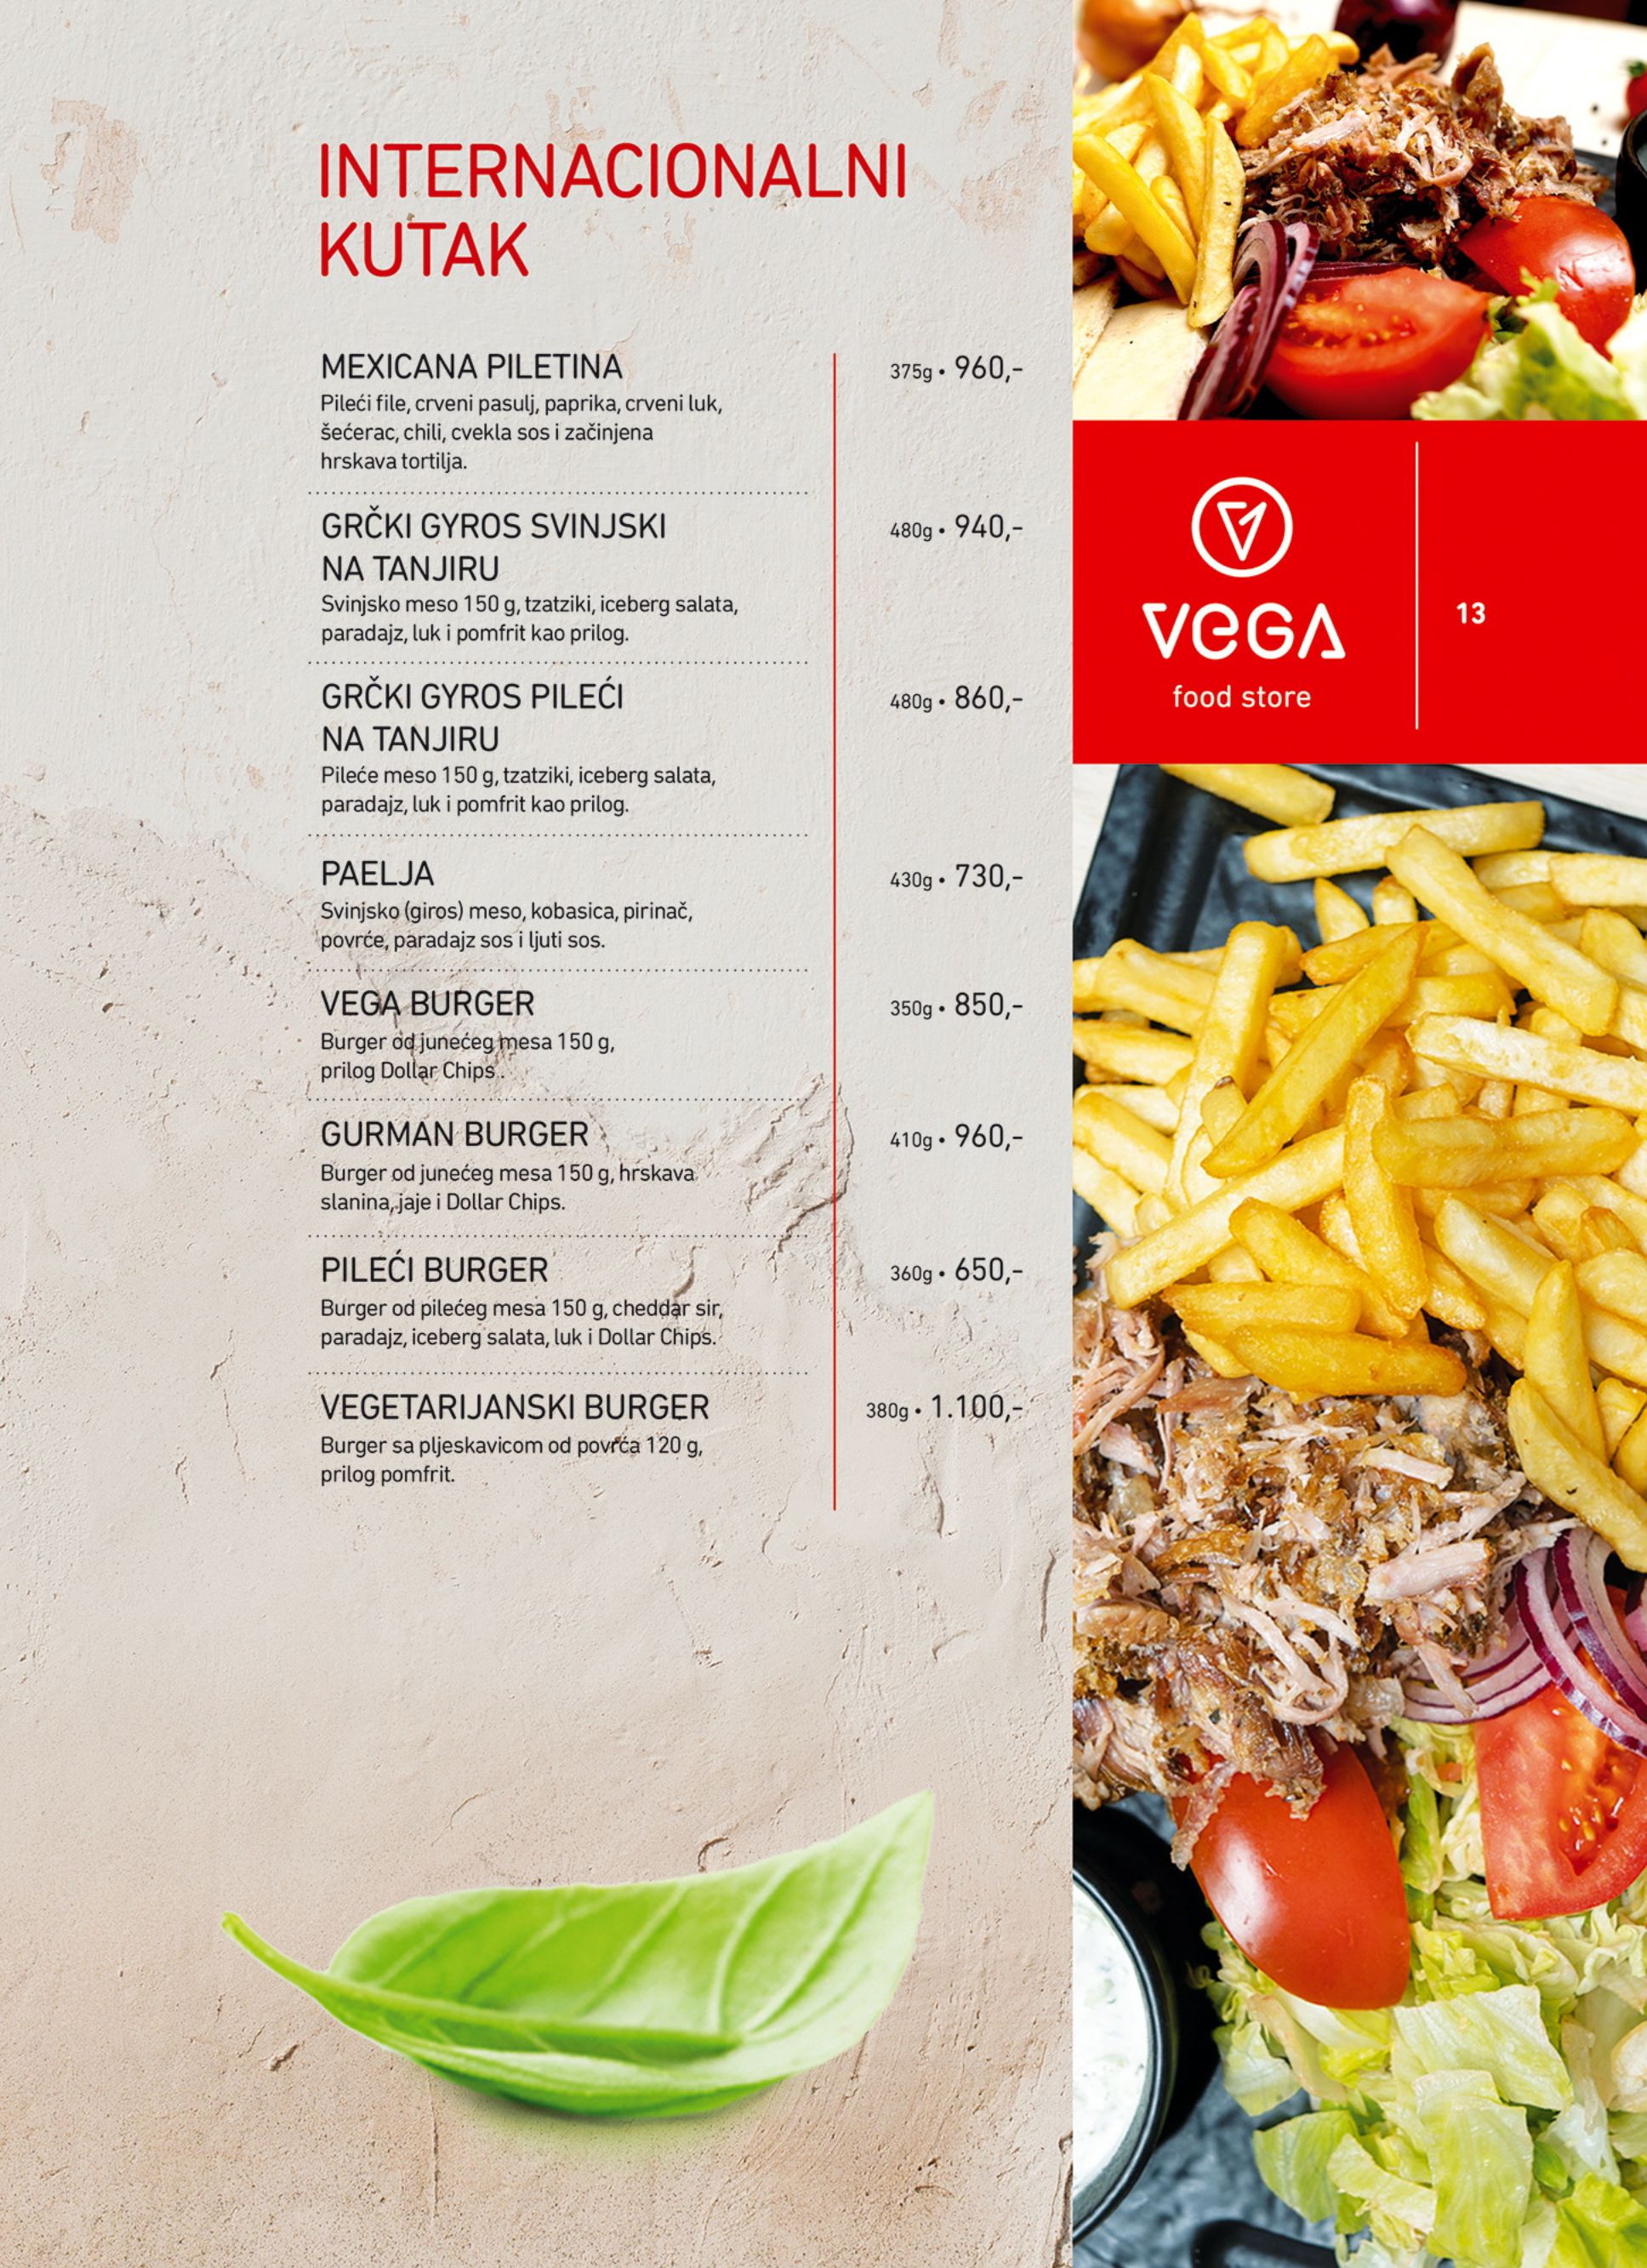 INTERNACIONALNI
KUTAK
MEXICANA PILETINA
375g • 960,-
Pileći file, crveni pasulj, paprika, crveni luk,
šećerac, chili, cvekla sos i začinjena
hrskava tortilja.
GRČKI GYROS SVINJSKI
NA TANJIRU
480g • 940,-
Svinjsko meso 150 g, tzatziki, iceberg salata,
paradajz, luk i pomfrit kao prilog.
GRČKI GYROS PILEĆI
NA TANJIRU
480g • 860,-
Pileće meso 150 g, tzatziki, iceberg salata,
paradajz, luk i pomfrit kao prilog.
PAELJA
430g • 730,-
Svinjsko (giros) meso, kobasica, pirinač,
povrće, paradajz sos i ljuti sos.
VEGA BURGER
350g • 850,-
Burger od junećeg mesa 150 g,
prilog Dollar Chips.
GURMAN BURGER
410g • 960,-
Burger od junećeg mesa 150 g, hrskava
slanina, jaje i Dollar Chips.
PILEĆI BURGER
360g • 650,-
Burger od pilećeg mesa 150 g, cheddar sir,
paradajz, iceberg salata, luk i Dollar Chips.
VEGETARIJANSKI BURGER
380g • 1.100,-
Burger sa pljeskavicom od povrća 120 g,
prilog pomfrit.
VEGA
food store
13